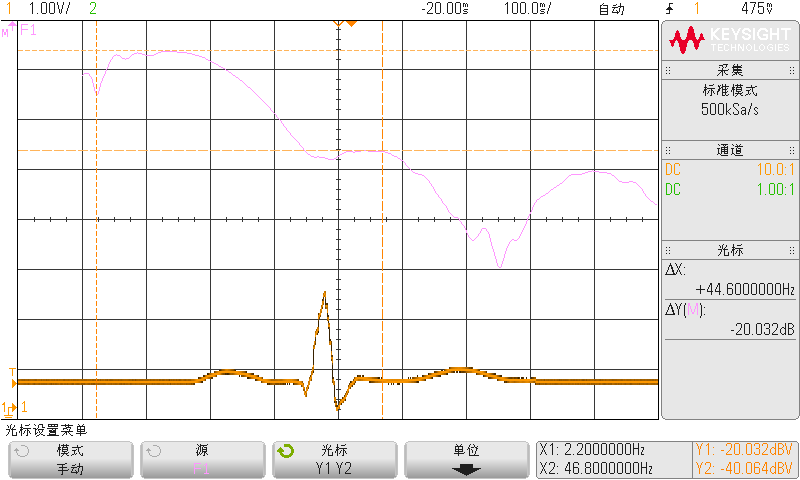 1 1.00V/ 2 -20.00ms 100.0m/ 自动 1 475mV
M F1
KEYSIGHT
TECHNOLOGIES
采集
标准模式
500kSa/s
通道
DC 10.0:1
DC 1.00:1
光标
ΔX:
+44.6000000Hz
ΔY(M):
-20.032dB
T
1 1
光标设置菜单
模式
手动
源
F1
光标
Y1 Y2
单位
X1: 2.2000000Hz
X2: 46.8000000Hz
Y1: -20.032dBV
Y2: -40.064dBV